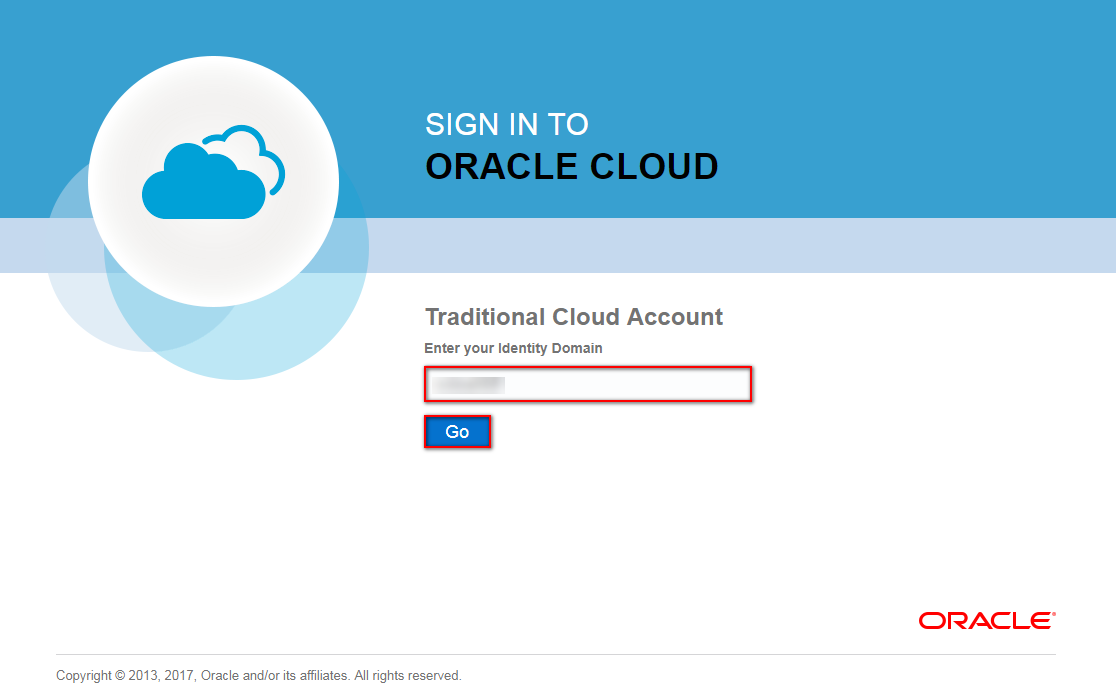 SIGN IN TO
ORACLE CLOUD
Traditional Cloud Account
Enter your Identity Domain
Go
ORACLE®
Copyright © 2013, 2017, Oracle and/or its affiliates. All rights reserved.